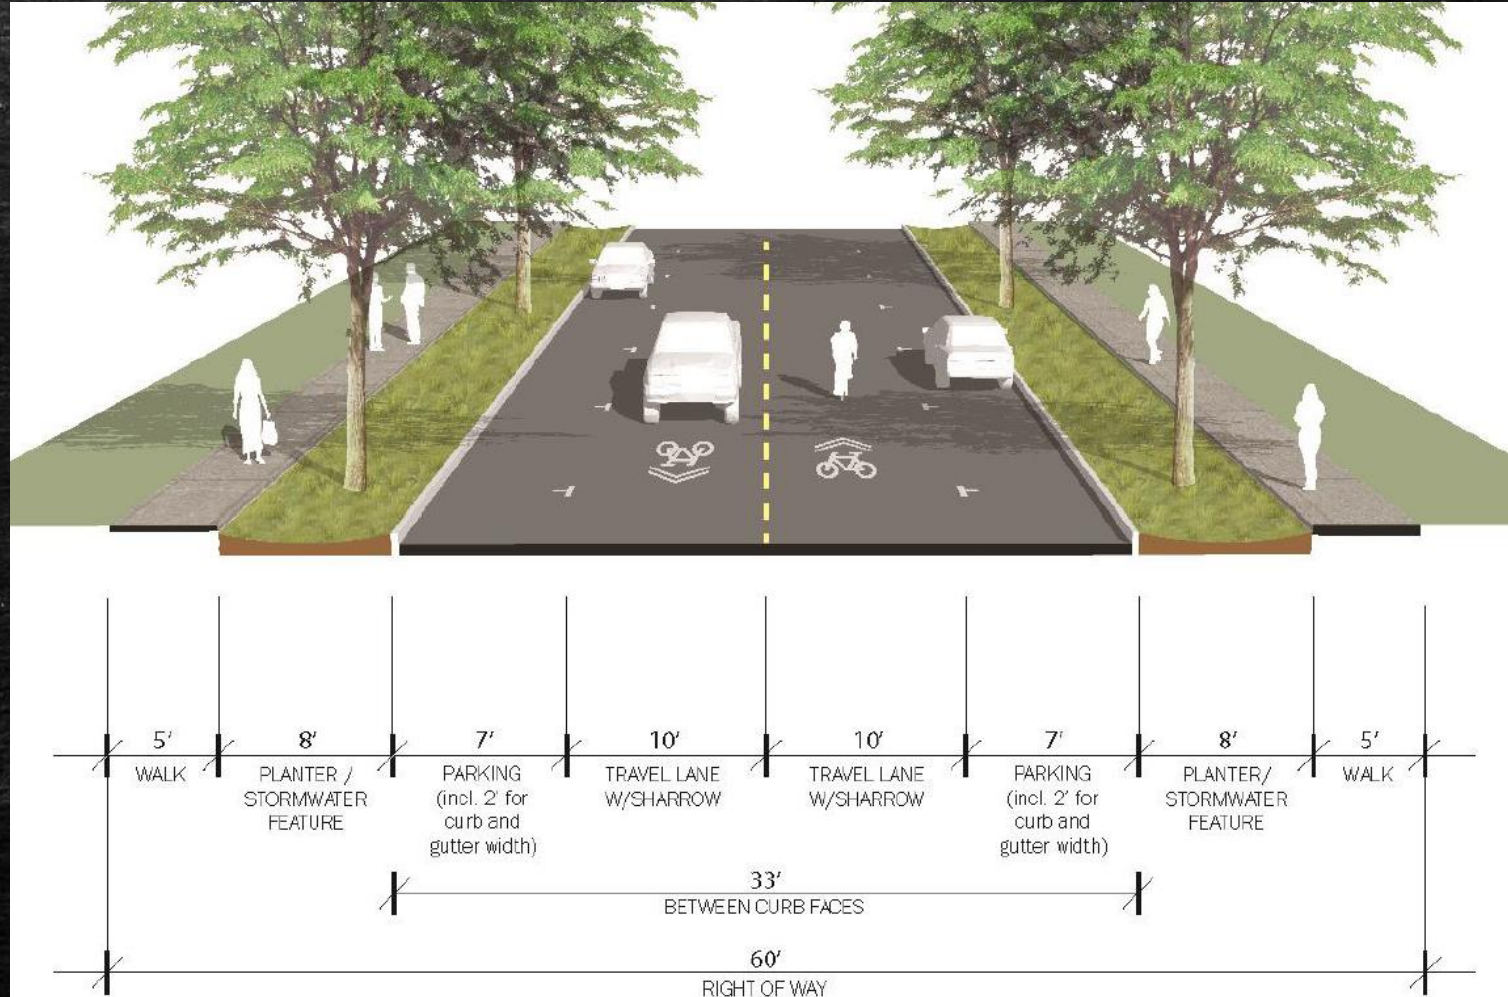 5' 8' 7' 10' 10' 7' 8' 5'
WALK
PLANTER /
STORMWATER
FEATURE
PARKING
(incl. 2' for
curb and
gutter width)
TRAVEL LANE
W/SHARROW
TRAVEL LANE
W/SHARROW
PARKING
(incl. 2' for
curb and
gutter width)
PLANTER/
STORMWATER
FEATURE
WALK
33'
BETWEEN CURB FACES
60'
RIGHT OF WAY